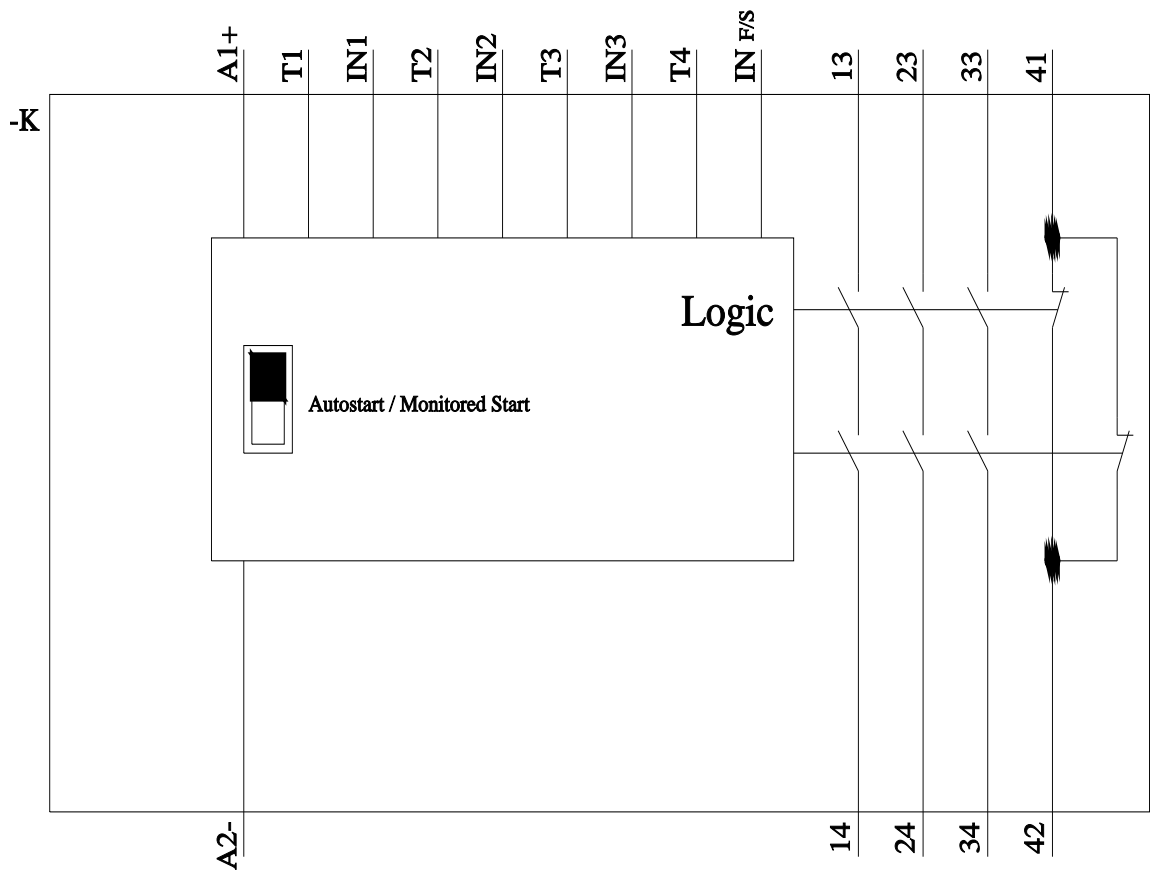 A1+
T1
IN1
T2
IN2
T3
IN3
T4
IN F/S
13
23
33
41
-K
Logic
Autostart / Monitored Start
A2-
14
24
34
42